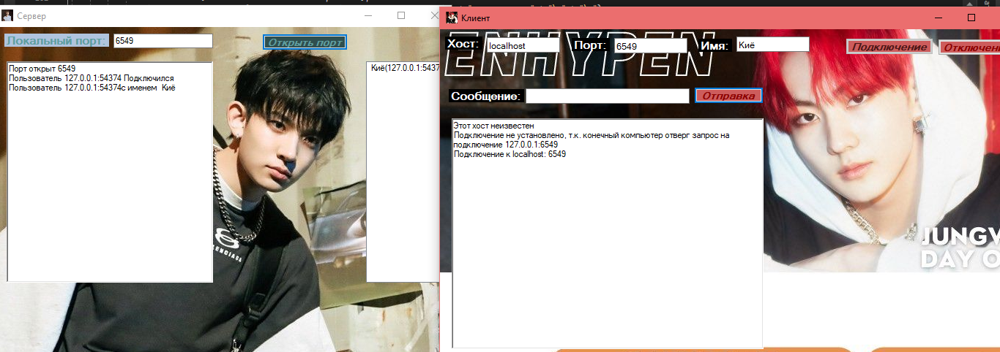 Сервер
Локальный порт:
6549
Открыть порт
Порт открыт 6549
Пользователь 127.0.0.1:54374 Подключился
Пользователь 127.0.0.1:54374с именем  Киё
Киё(127.0.0.1:5437
Клиент
ENHYPEN
Хост:
localhost
Порт:
6549
Имя:
Киё
Подключение
Отключени
Сообщение:
Отправка
Этот хост неизвестен
Подключение не установлено, т.к. конечный компьютер отверг запрос на
подключение 127.0.0.1:6549
Подключение к localhost: 6549
JUNGW
DAY O